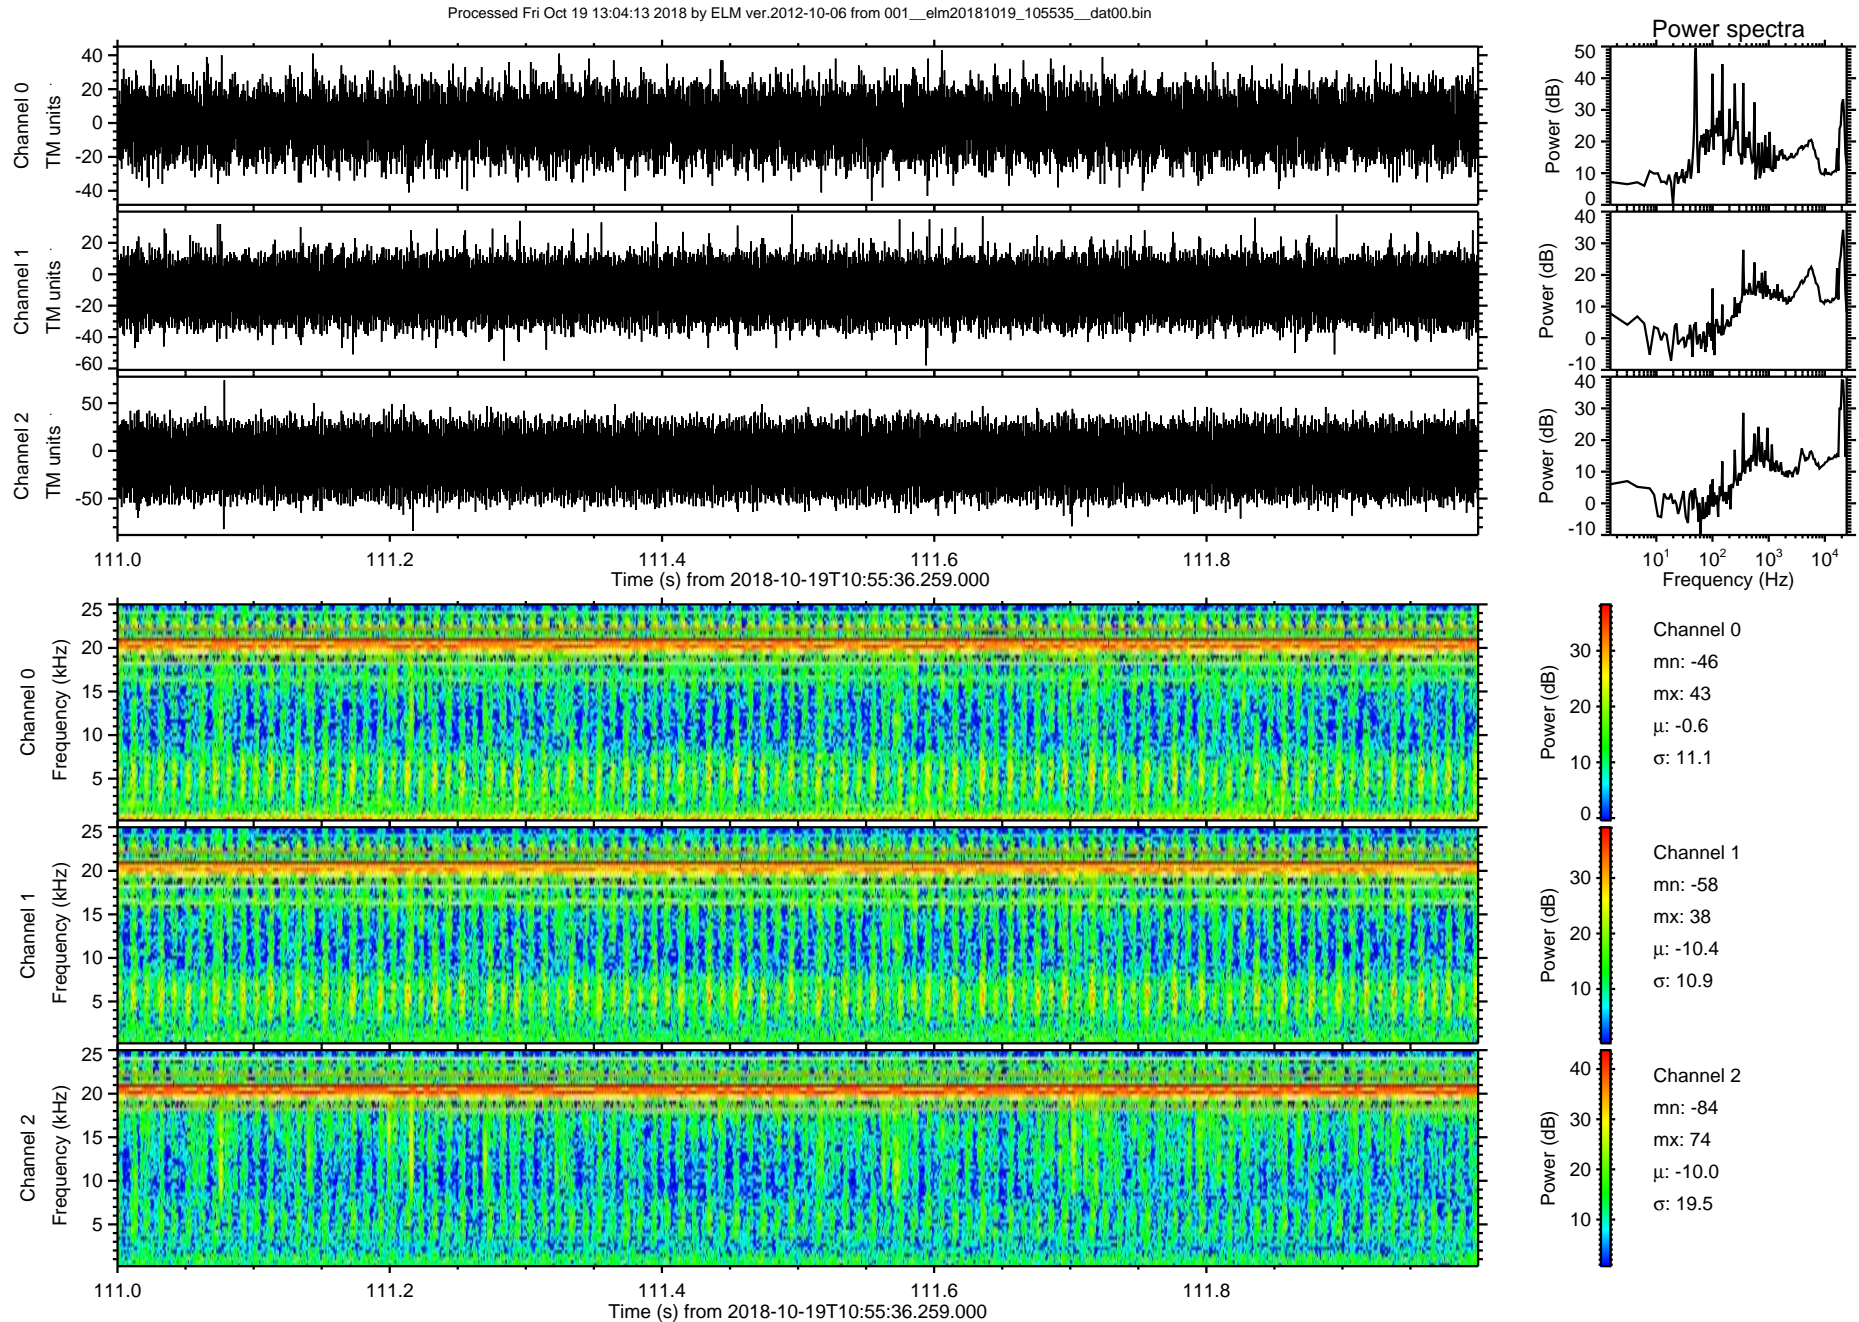 Processed Fri Oct 19 13:04:13 2018 by ELM ver.2012-10-06 from 001__elm20181019_105535__dat00.bin
Power spectra
Channel 0
TM units
40
20
0
-20
-40
Power (dB)
50
40
30
20
10
0
Channel 1
TM units
20
0
-20
-40
-60
Power (dB)
40
30
20
10
0
-10
Channel 2
TM units
50
0
-50
Power (dB)
40
30
20
10
0
-10
111.0 111.2 111.4 111.6 111.8
Time (s) from 2018-10-19T10:55:36.259.000
10¹ 10² 10³ 10⁴
Frequency (Hz)
Channel 0
Frequency (kHz)
25
20
15
10
5
Power (dB)
30
20
10
0
Channel 0
mn: -46
mx: 43
μ: -0.6
σ: 11.1
Channel 1
Frequency (kHz)
25
20
15
10
5
Power (dB)
30
20
10
Channel 1
mn: -58
mx: 38
μ: -10.4
σ: 10.9
Channel 2
Frequency (kHz)
25
20
15
10
5
Power (dB)
40
30
20
10
Channel 2
mn: -84
mx: 74
μ: -10.0
σ: 19.5
111.0 111.2 111.4 111.6 111.8
Time (s) from 2018-10-19T10:55:36.259.000